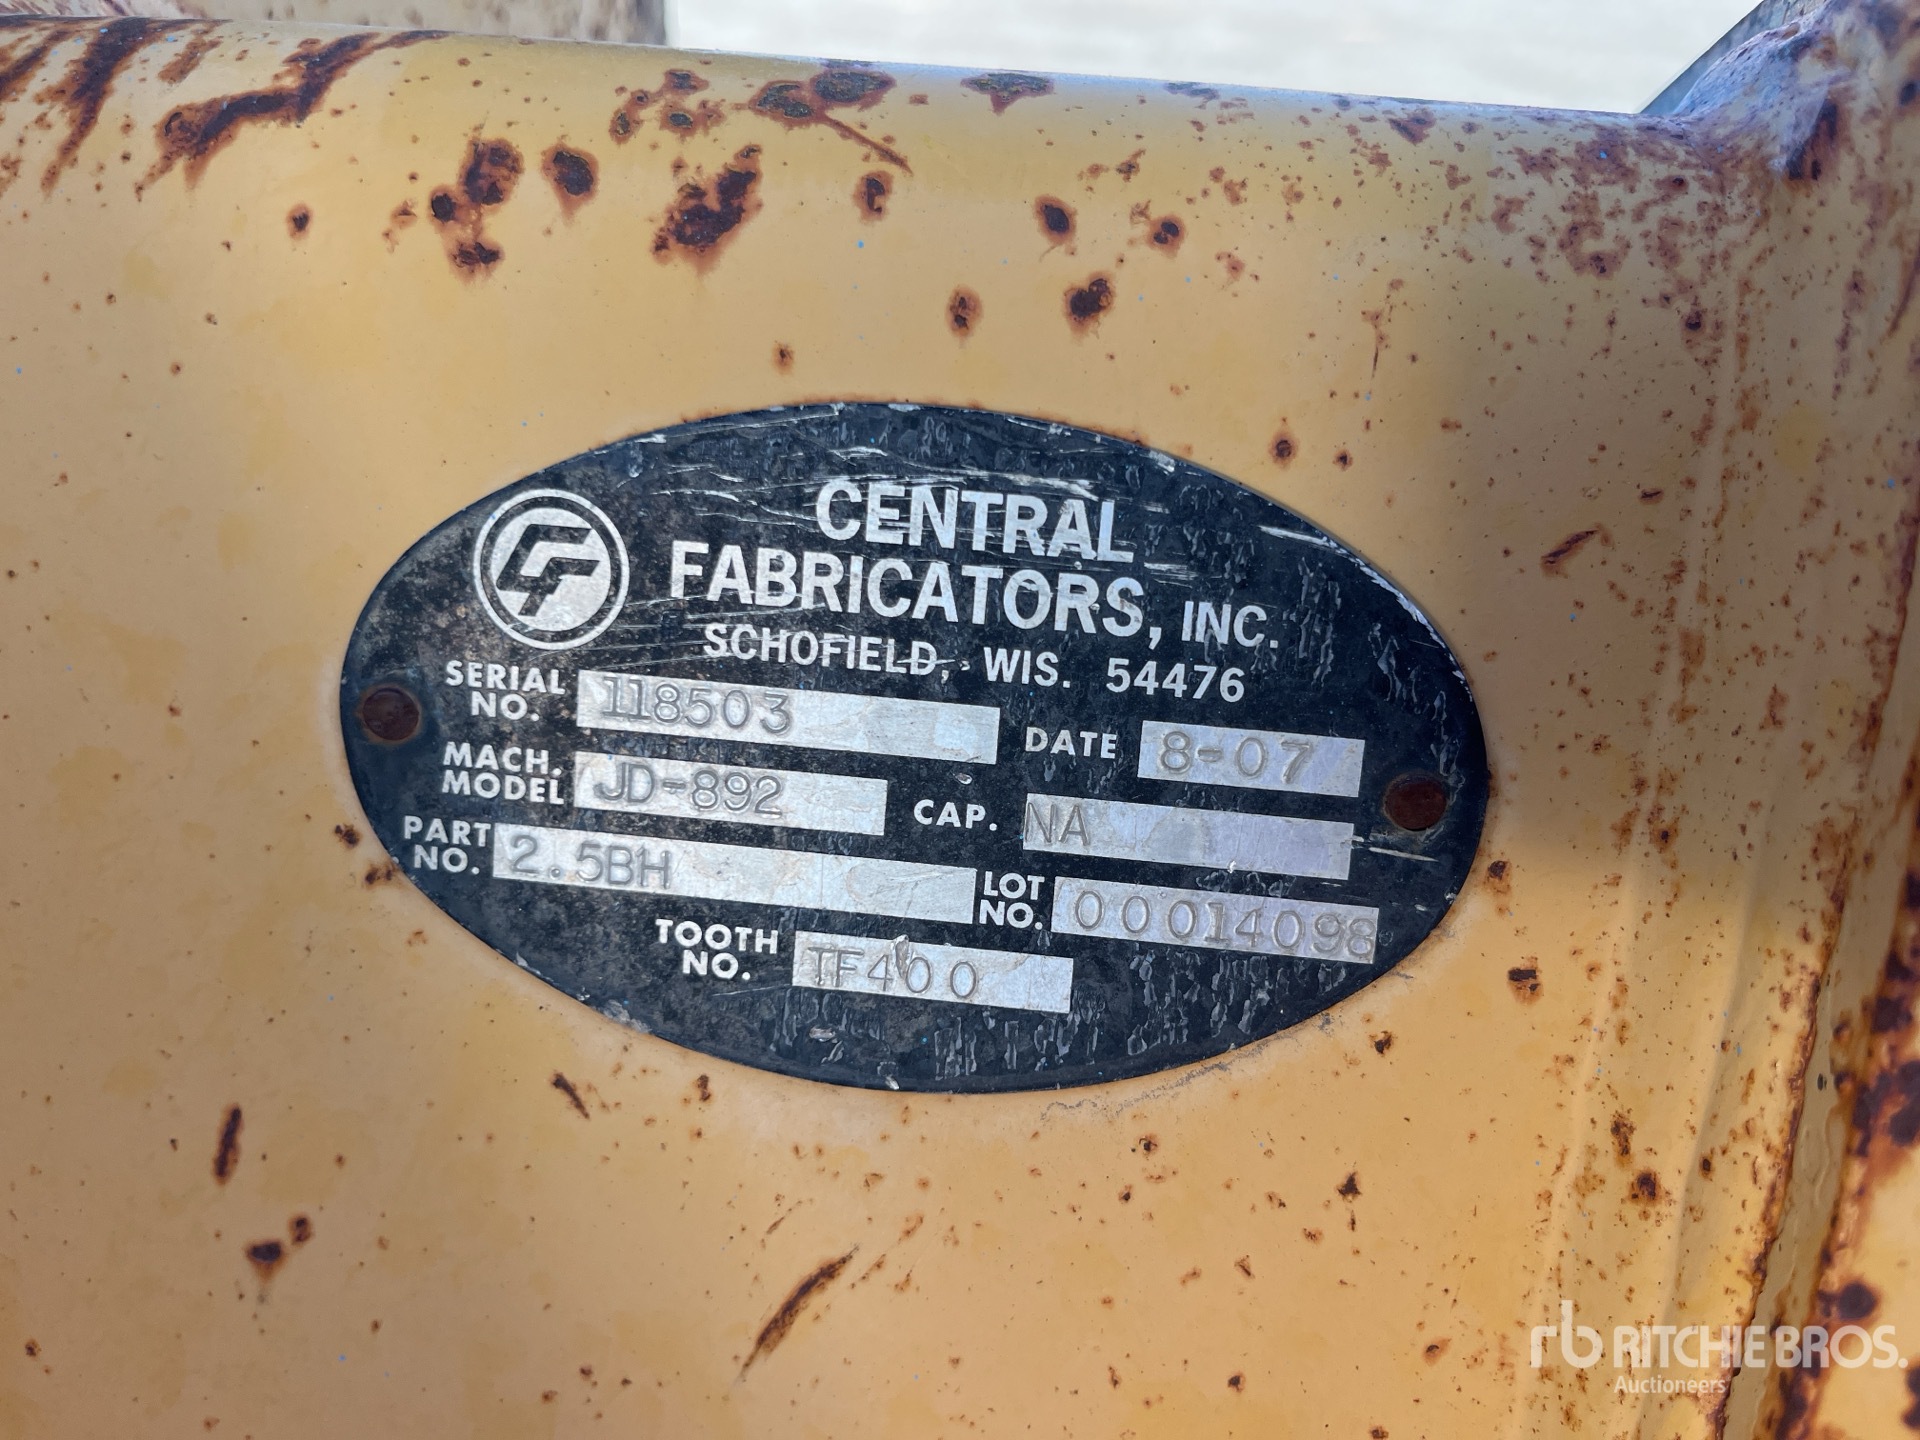 CENTRAL
FABRICATORS, INC.
SCHOFIELD, WIS. 54476
SERIAL NO. 118503
DATE 8-07
MACH. MODEL JD-892
CAP. NA
PART NO. 2.5BH
LOT NO. 00014098
TOOTH NO. TF400
rb RITCHIE BROS.
Auctioneers